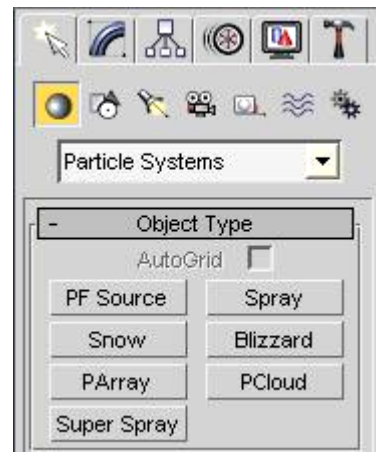 Particle Systems
- Object Type
AutoGrid
PF Source Spray
Snow Blizzard
PArray PCloud
Super Spray